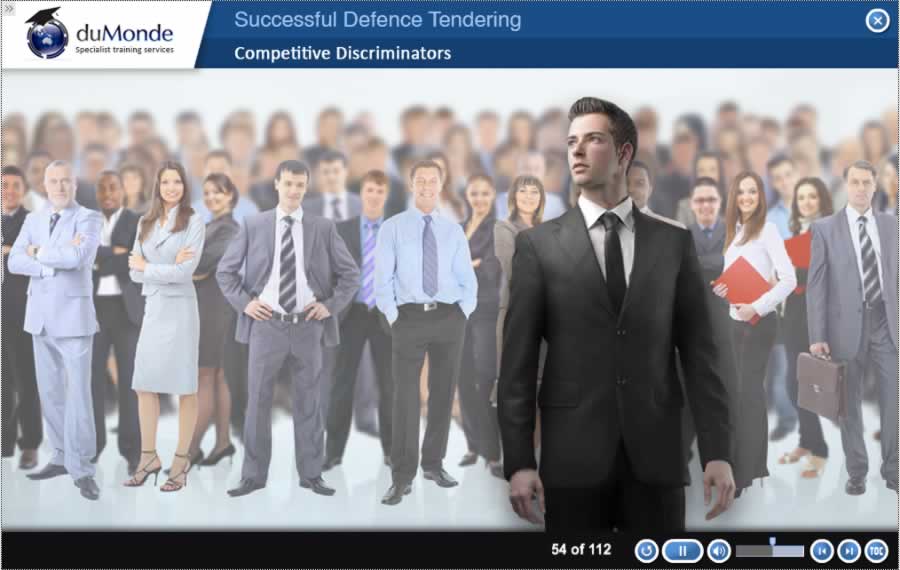 »
duMonde
Specialist training services
Successful Defence Tendering
Competitive Discriminators
54 of 112
TOC